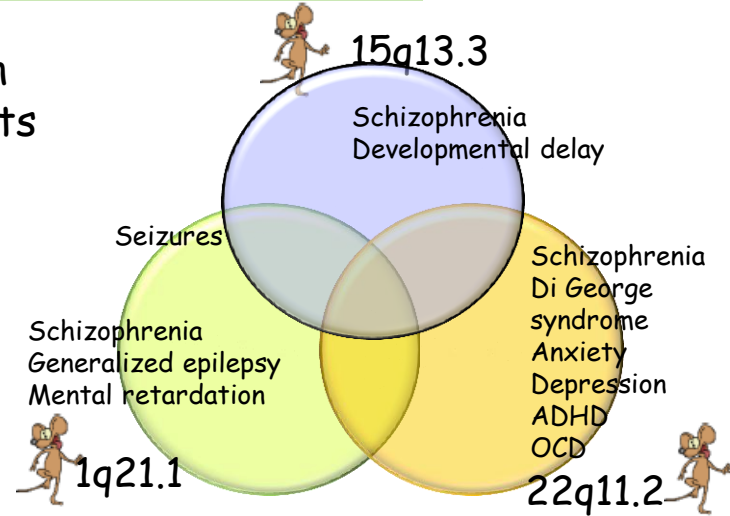 15q13.3
Schizophrenia
Developmental delay
Seizures
Schizophrenia
Generalized epilepsy
Mental retardation
1q21.1
Schizophrenia
Di George
syndrome
Anxiety
Depression
ADHD
OCD
22q11.2